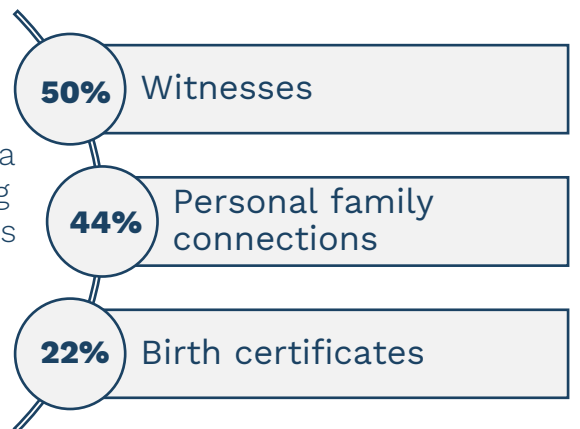 50% Witnesses
a
g
s
44% Personal family
connections
22% Birth certificates